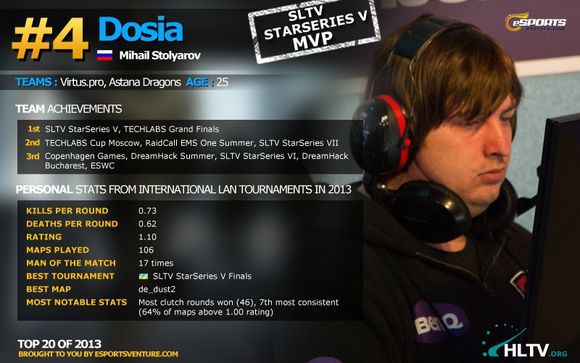 #4 Dosia
Mihail Stolyarov
SLTV
STARSERIES V
MVP
eSPORTS
TEAMS : Virtus.pro, Astana Dragons AGE : 25
TEAM ACHIEVEMENTS
1st SLTV StarSeries V, TECHLABS Grand Finals
2nd TECHLABS Cup Moscow, RaidCall EMS One Summer, SLTV StarSeries VII
3rd Copenhagen Games, DreamHack Summer, SLTV StarSeries VI, DreamHack
Bucharest, ESWC
PERSONAL STATS FROM INTERNATIONAL LAN TOURNAMENTS IN 2013
KILLS PER ROUND 0.73
DEATHS PER ROUND 0.62
RATING 1.10
MAPS PLAYED 106
MAN OF THE MATCH 17 times
BEST TOURNAMENT SLTV StarSeries V Finals
BEST MAP de_dust2
MOST NOTABLE STATS Most clutch rounds won (46), 7th most consistent
(64% of maps above 1.00 rating)
BenQ
TOP 20 OF 2013
BROUGHT TO YOU BY ESPORTSVENTURE.COM
HLTV.ORG